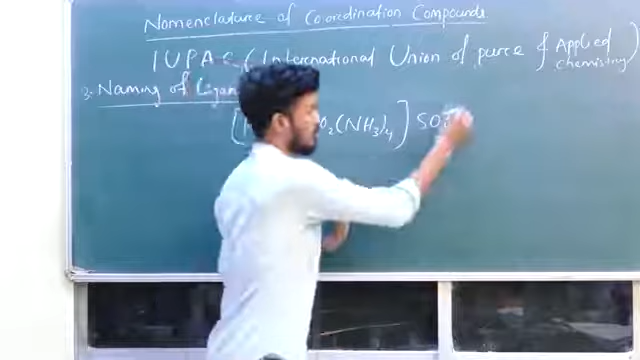 Nomenclature of Coordination Compounds
IUPAC (International Union of pure & Applied chemistry)
3. Naming of
O₂(NH₃)₄] SO